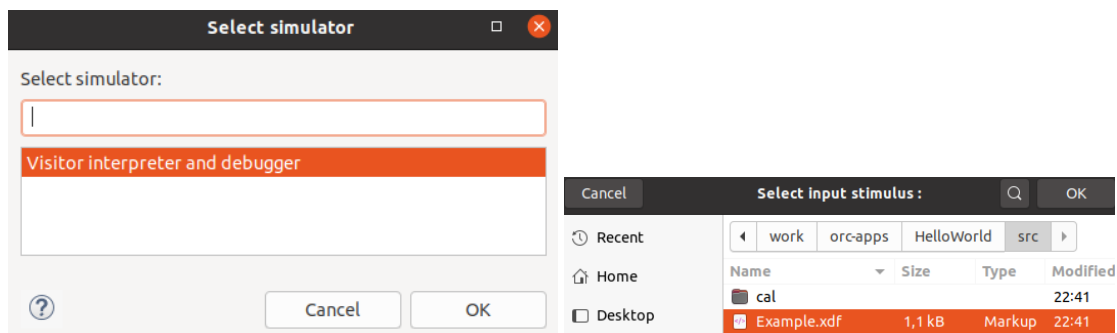 Select simulator
Select simulator:
Visitor interpreter and debugger
?
Cancel OK
Cancel Select input stimulus : OK
Recent
Home
Desktop
work orc-apps HelloWorld src
Name Size Type Modified
cal 22:41
Example.xdf 1,1 kB Markup 22:41